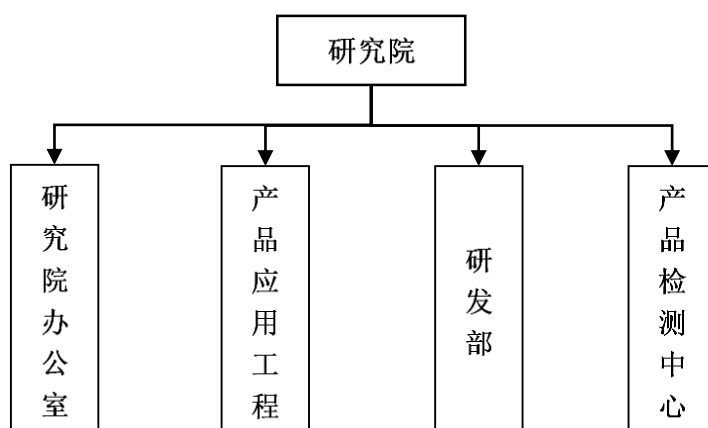 研究院
研究院办公室
产品应用工程
研发部
产品检测中心